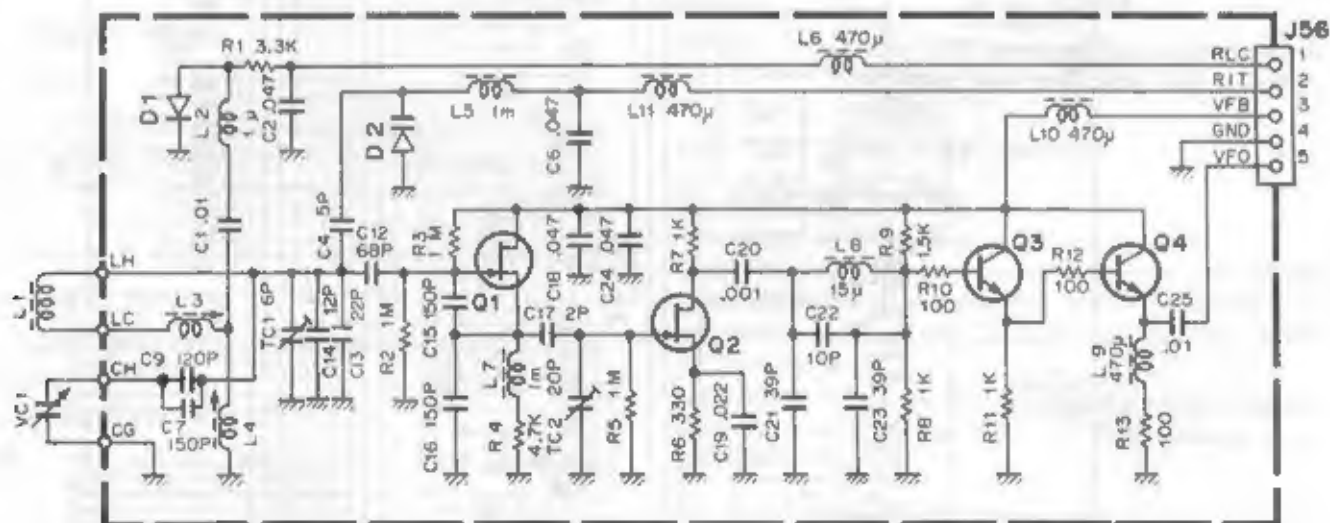 J56
R1 3.3K
L6 470μ
RLC 1
RIT 2
VFB 3
GND 4
VFO 5
D1
L2 1μ
C2 .047
D2
L5 1m
L11 470μ
C6 .047
L10 470μ
C1 .01
C4 .5P
C12 68P
R3 1M
Q1
C18 .047
C24 .047
R7 1K
C20 .001
L8 15μ
R9 1.5K
R10 100
Q3
R12 100
Q4
C25 .01
LH
L1
LC
L3
TC1 6P
C14 12P
C13 22P
R2 1M
C15 150P
C17 2P
Q2
C22 10P
CH
C9 120P
VC1
C7 150P
L4
CG
C16 150P
L7 1m
R4 4.7K
TC2 20P
R5 1M
R6 330
C19 .022
C21 39P
C23 39P
R8 1K
R11 1K
L9 470μ
R13 100